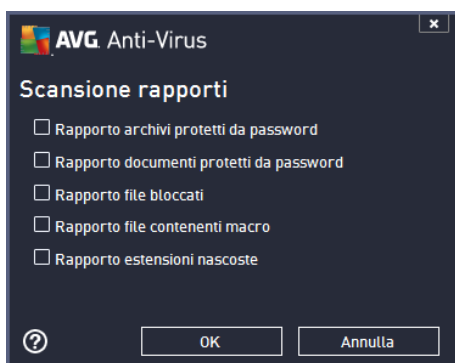 AVG. Anti-Virus
x
Scansione rapporti
Rapporto archivi protetti da password
Rapporto documenti protetti da password
Rapporto file bloccati
Rapporto file contenenti macro
Rapporto estensioni nascoste
?
OK
Annulla